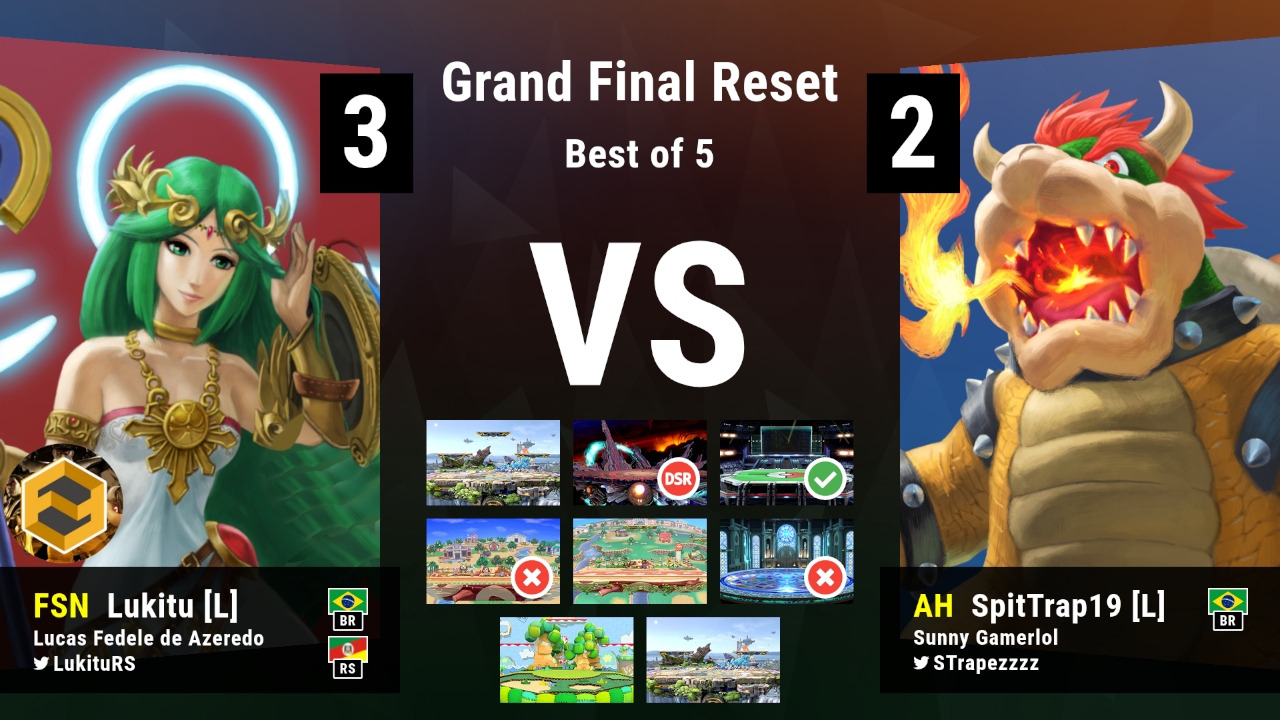 Grand Final Reset
3
2
Best of 5
VS
DSR
FSN Lukitu [L]
BR
Lucas Fedele de Azeredo
LukituRS
RS
AH SpitTrap19 [L]
BR
Sunny Gamerlol
STrapezzzz